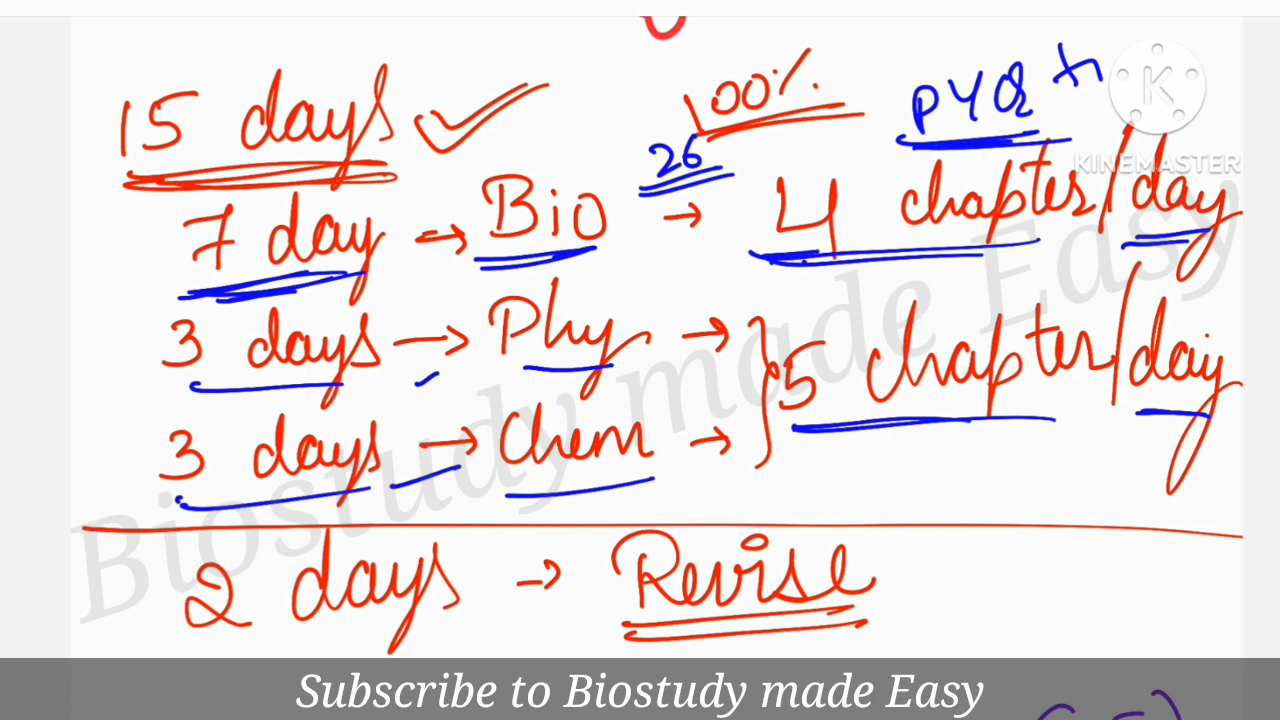 15 days ✓ 100% PYQ +
K
KINEMASTER
26
7 day → Bio → 4 chapter/day
3 days → Phy →
5 chapter/day
3 days → Chem →
2 days → Revise
Biostudy made Easy
Subscribe to Biostudy made Easy